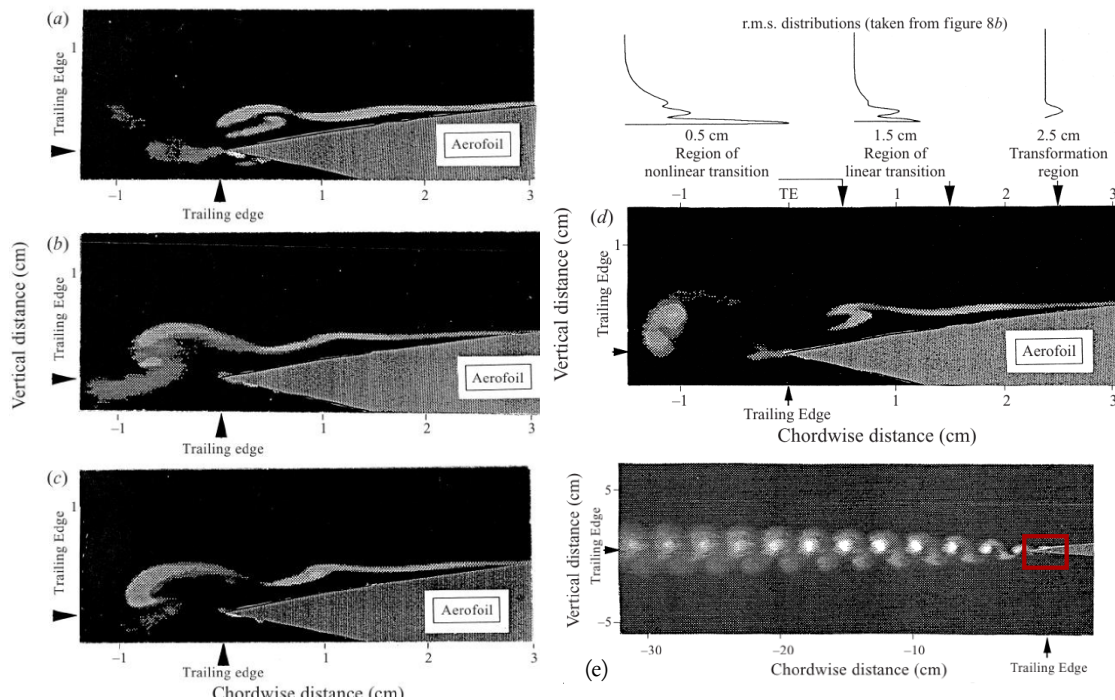 (a)
1
Trailing Edge
Aerofoil
–1
1
2
3
Trailing edge
(b)
1
Trailing Edge
Vertical distance (cm)
Aerofoil
–1
1
2
3
Trailing edge
(c)
1
Trailing Edge
Aerofoil
–1
1
2
3
Trailing edge
Chordwise distance (cm)
r.m.s. distributions (taken from figure 8b)
0.5 cm 1.5 cm 2.5 cm
Region of Region of Transformation
nonlinear transition linear transition region
–1 TE 1 2 3
(d)
1
Trailing Edge
Vertical distance (cm)
Aerofoil
–1 1 2 3
Trailing Edge
Chordwise distance (cm)
5
Trailing Edge
Vertical distance (cm)
–5
–30 –20 –10
(e)
Chordwise distance (cm)
Trailing Edge